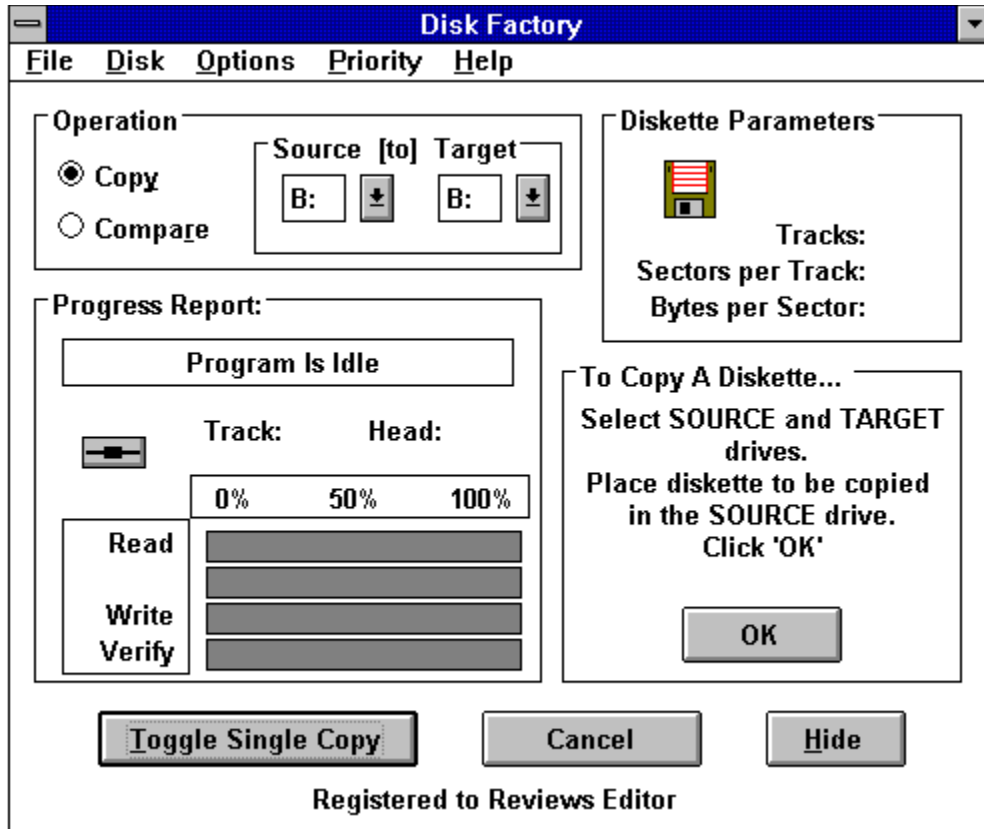 Disk Factory
File Disk Options Priority Help
Operation
Copy
Compare
Source [to] Target
B: B:
Diskette Parameters
Tracks:
Sectors per Track:
Bytes per Sector:
Progress Report:
Program Is Idle
Track: Head:
0% 50% 100%
Read
Write
Verify
To Copy A Diskette...
Select SOURCE and TARGET
drives.
Place diskette to be copied
in the SOURCE drive.
Click 'OK'
OK
Toggle Single Copy Cancel Hide
Registered to Reviews Editor